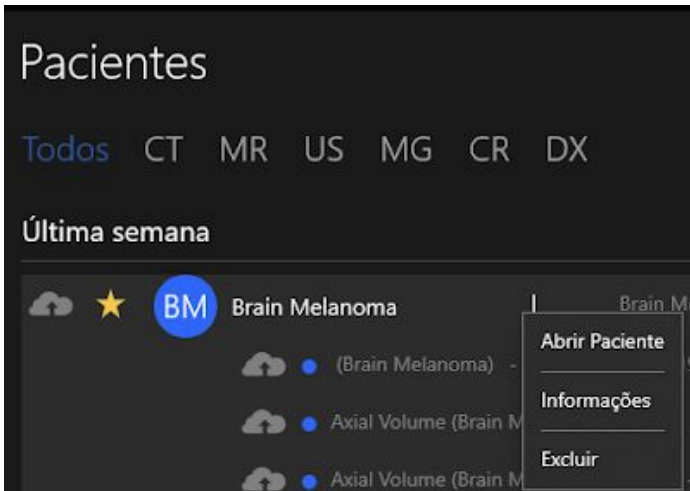 Pacientes
Todos CT MR US MG CR DX
Última semana
BM Brain Melanoma Brain
Abrir Paciente
(Brain Melanoma) -
Informações
Axial Volume (Brain
Excluir
Axial Volume (Brain